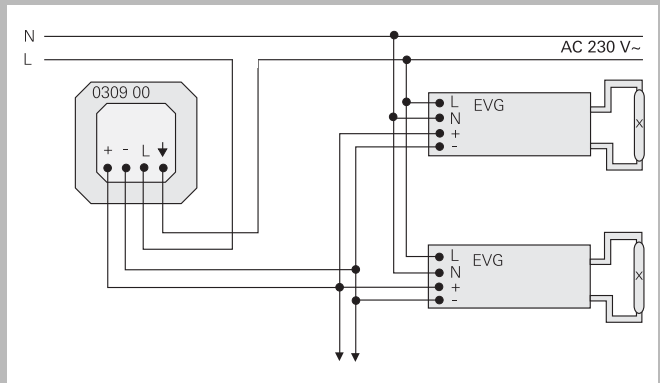 N
L
AC 230 V~
0309 00
+ - L
L EVG
N
+
-
X
L EVG
N
+
-
X